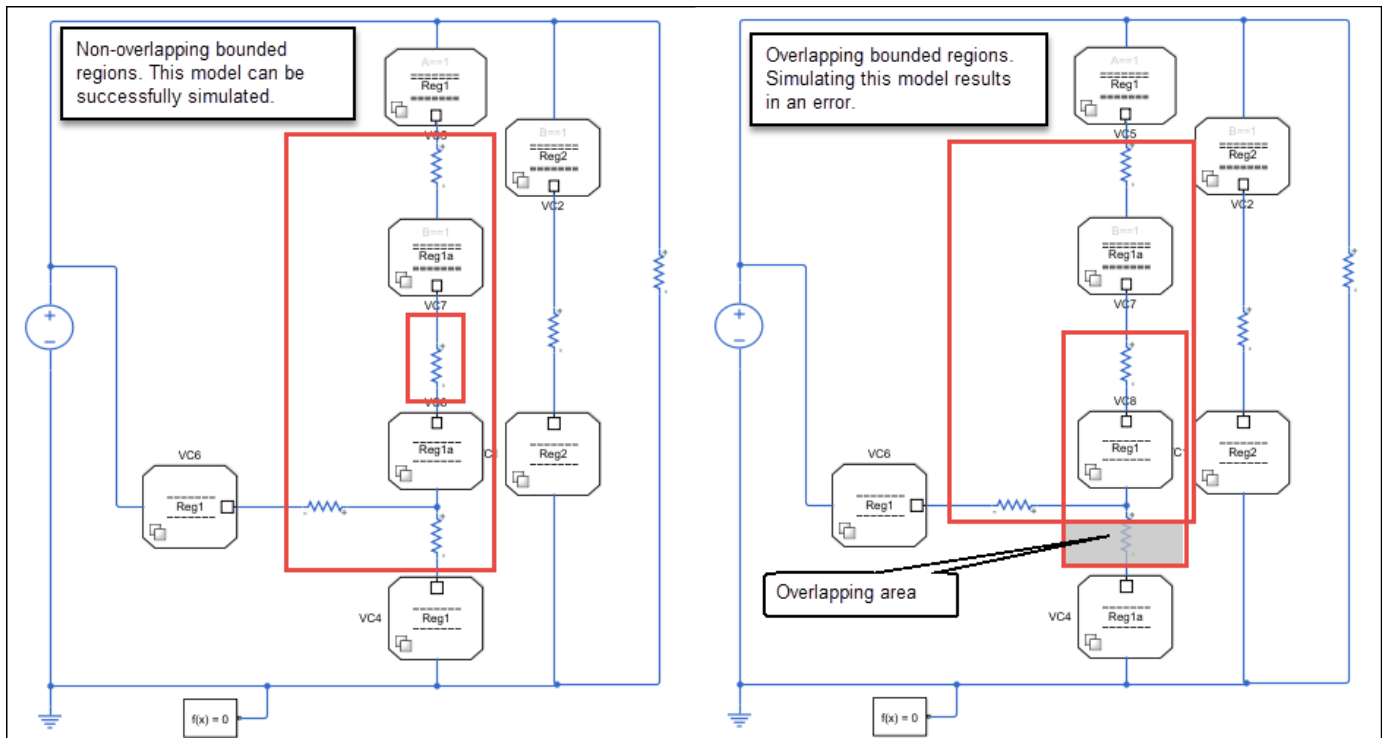 Non-overlapping bounded
regions. This model can be
successfully simulated.
A==1
=======
Reg1
=======
B==1
=======
Reg2
=======
VC2
B==1
=======
Reg1a
=======
VC7
+
-
+
-
+
-
+
-
+
−
-------
Reg1a
-------
-------
Reg2
-------
VC6
-------
Reg1
-------
-
+
+
-
VC4
-------
Reg1
-------
f(x) = 0
Overlapping bounded regions.
Simulating this model results
in an error.
A==1
=======
Reg1
=======
VC5
B==1
=======
Reg2
=======
VC2
+
-
B==1
=======
Reg1a
=======
VC7
+
-
+
-
+
-
+
−
VC8
-------
Reg1
-------
-------
Reg2
-------
VC6
-------
Reg1
-------
-
+
+
-
Overlapping area
VC4
-------
Reg1a
-------
f(x) = 0